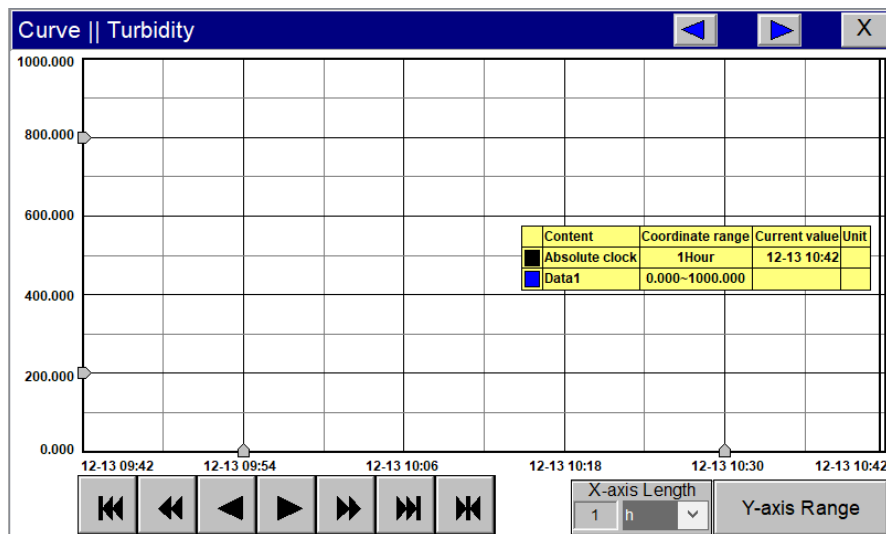 Curve || Turbidity
X
1000.000
800.000
600.000
400.000
200.000
0.000
Content Coordinate range Current value Unit
Absolute clock 1Hour 12-13 10:42
Data1 0.000~1000.000
12-13 09:42 12-13 09:54 12-13 10:06 12-13 10:18 12-13 10:30 12-13 10:42
X-axis Length
1 h
Y-axis Range